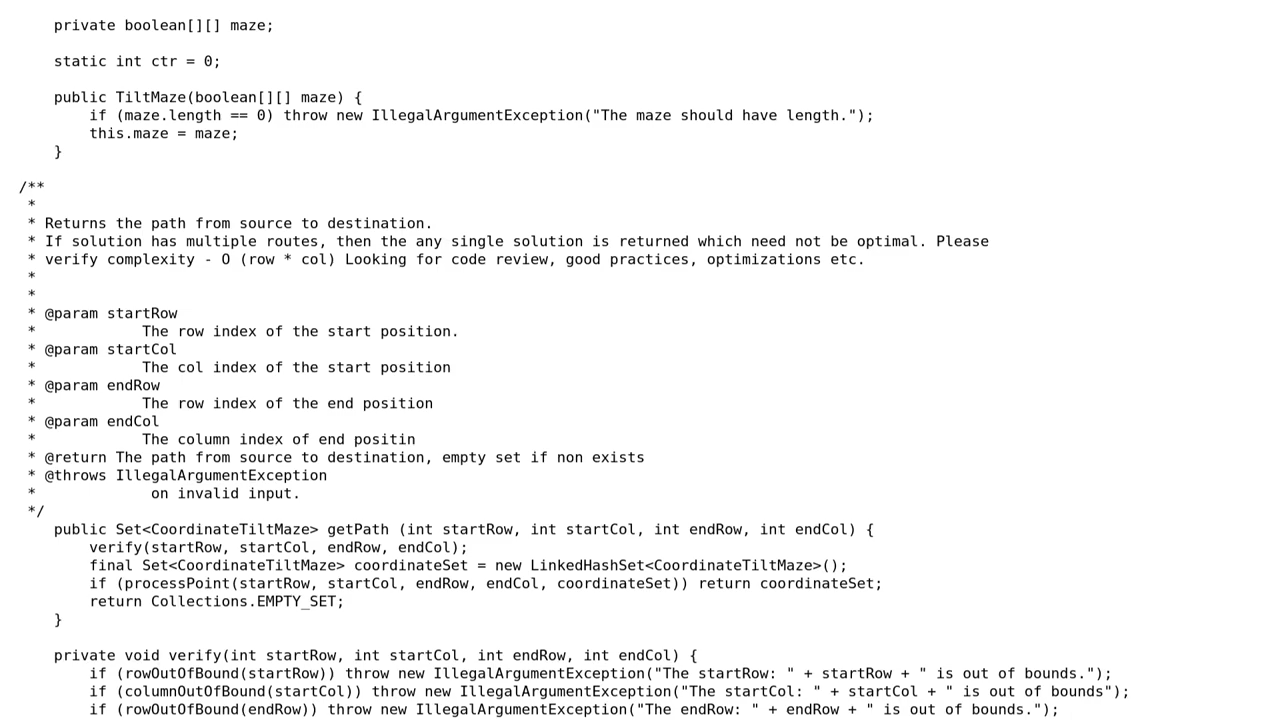 private boolean[][] maze;

    static int ctr = 0;

    public TiltMaze(boolean[][] maze) {
        if (maze.length == 0) throw new IllegalArgumentException("The maze should have length.");
        this.maze = maze;
    }

/**
 *
 * Returns the path from source to destination.
 * If solution has multiple routes, then the any single solution is returned which need not be optimal. Please
 * verify complexity - O (row * col) Looking for code review, good practices, optimizations etc.
 *
 *
 * @param startRow
 *            The row index of the start position.
 * @param startCol
 *            The col index of the start position
 * @param endRow
 *            The row index of the end position
 * @param endCol
 *            The column index of end positin
 * @return The path from source to destination, empty set if non exists
 * @throws IllegalArgumentException
 *             on invalid input.
 */
    public Set<CoordinateTiltMaze> getPath (int startRow, int startCol, int endRow, int endCol) {
        verify(startRow, startCol, endRow, endCol);
        final Set<CoordinateTiltMaze> coordinateSet = new LinkedHashSet<CoordinateTiltMaze>();
        if (processPoint(startRow, startCol, endRow, endCol, coordinateSet)) return coordinateSet;
        return Collections.EMPTY_SET;
    }

    private void verify(int startRow, int startCol, int endRow, int endCol) {
        if (rowOutOfBound(startRow)) throw new IllegalArgumentException("The startRow: " + startRow + " is out of bounds.");
        if (columnOutOfBound(startCol)) throw new IllegalArgumentException("The startCol: " + startCol + " is out of bounds");
        if (rowOutOfBound(endRow)) throw new IllegalArgumentException("The endRow: " + endRow + " is out of bounds.");